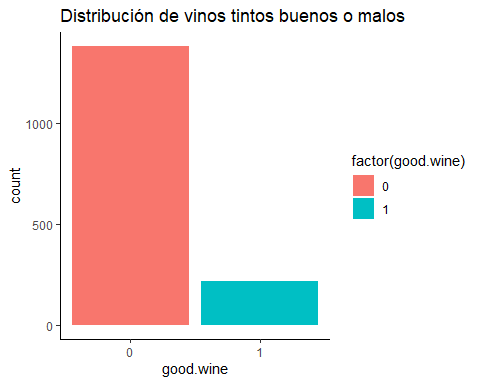 Distribución de vinos tintos buenos o malos
count
1000
500
0
0
1
good.wine
factor(good.wine)
0
1